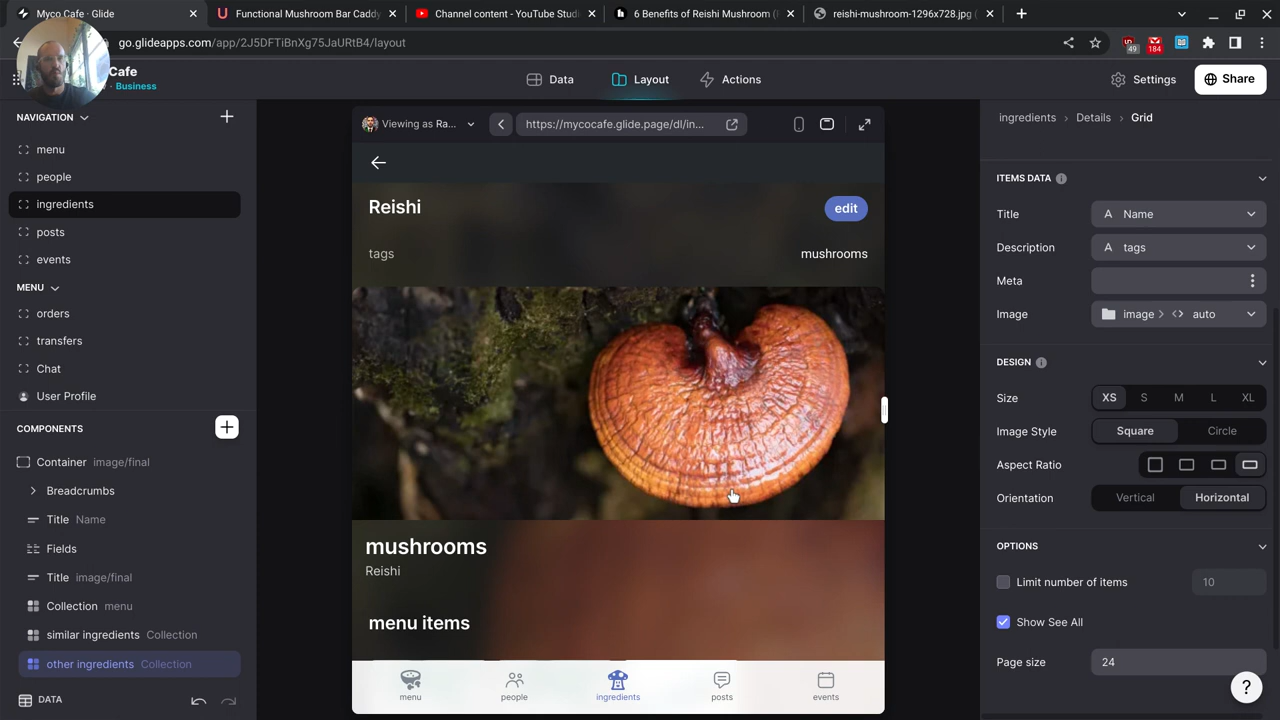 Myco Cafe · Glide
Functional Mushroom Bar Caddy
Channel content - YouTube Stud
6 Benefits of Reishi Mushroom (P
reishi-mushroom-1296x728.jpg (
go.glideapps.com/app/2J5DFTiBnXg75JaURtB4/layout
49
184
Cafe
Business
Data
Layout
Actions
Settings
Share
NAVIGATION
menu
people
ingredients
posts
events
MENU
orders
transfers
Chat
User Profile
COMPONENTS
Container image/final
Breadcrumbs
Title Name
Fields
Title image/final
Collection menu
similar ingredients Collection
other ingredients Collection
DATA
Viewing as Ra...
https://mycocafe.glide.page/dl/in...
Reishi
edit
tags mushrooms
mushrooms
Reishi
menu items
menu people ingredients posts events
ingredients Details Grid
ITEMS DATA
Title A Name
Description A tags
Meta
Image image auto
DESIGN
Size XS S M L XL
Image Style Square Circle
Aspect Ratio
Orientation Vertical Horizontal
OPTIONS
Limit number of items 10
Show See All
Page size 24
?